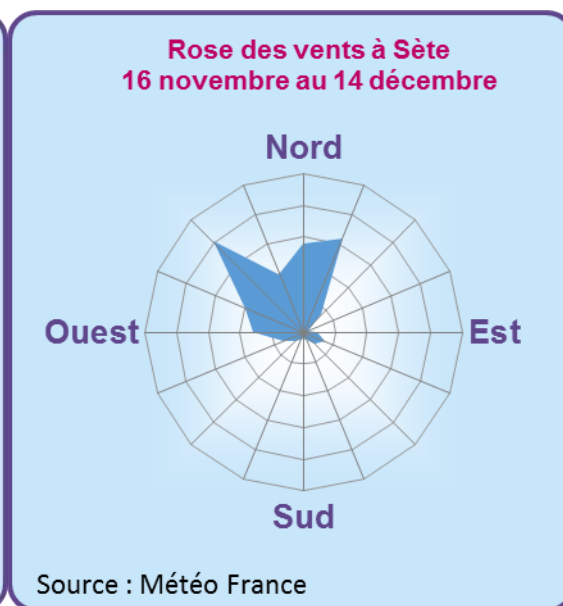 Rose des vents à Sète
16 novembre au 14 décembre
Nord
Ouest
Est
Sud
Source : Météo France